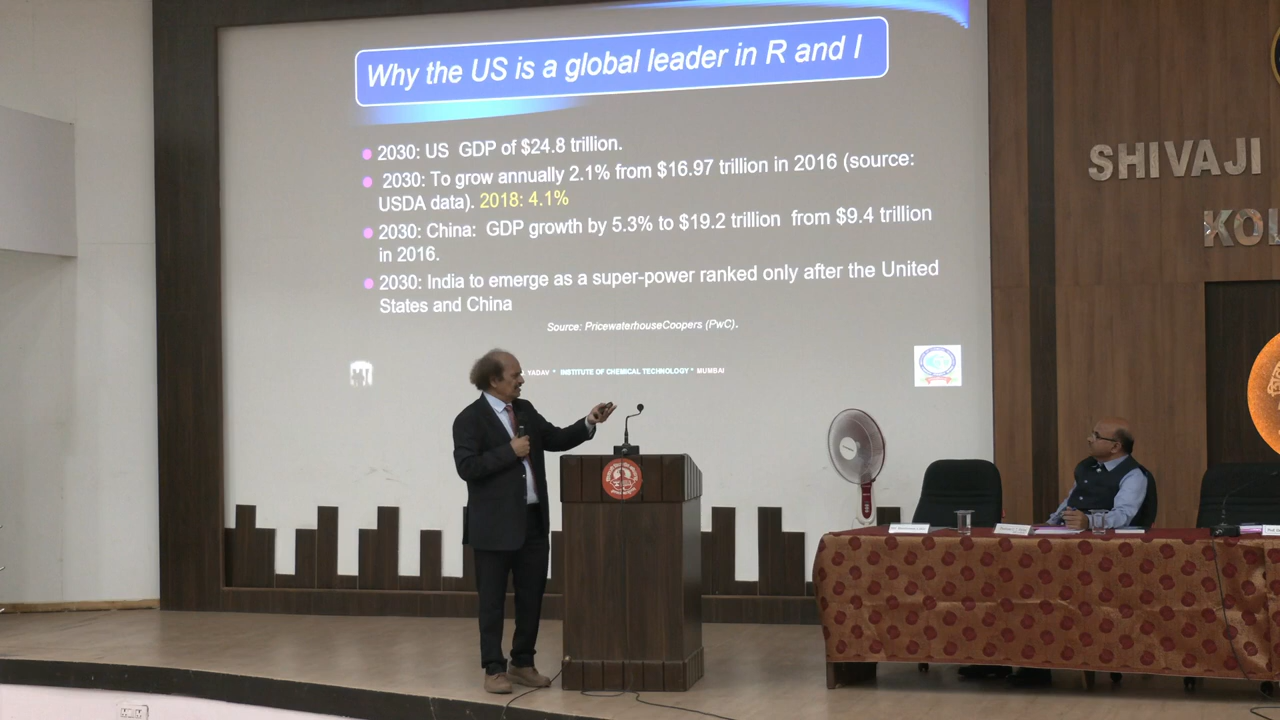 Why the US is a global leader in R and I
2030: US GDP of $24.8 trillion.
2030: To grow annually 2.1% from $16.97 trillion in 2016 (source:
USDA data). 2018: 4.1%
2030: China: GDP growth by 5.3% to $19.2 trillion from $9.4 trillion
in 2016.
2030: India to emerge as a super-power ranked only after the United
States and China
Source: PricewaterhouseCoopers (PwC).
YADAV * INSTITUTE OF CHEMICAL TECHNOLOGY * MUMBAI
SHIVAJI
KOL